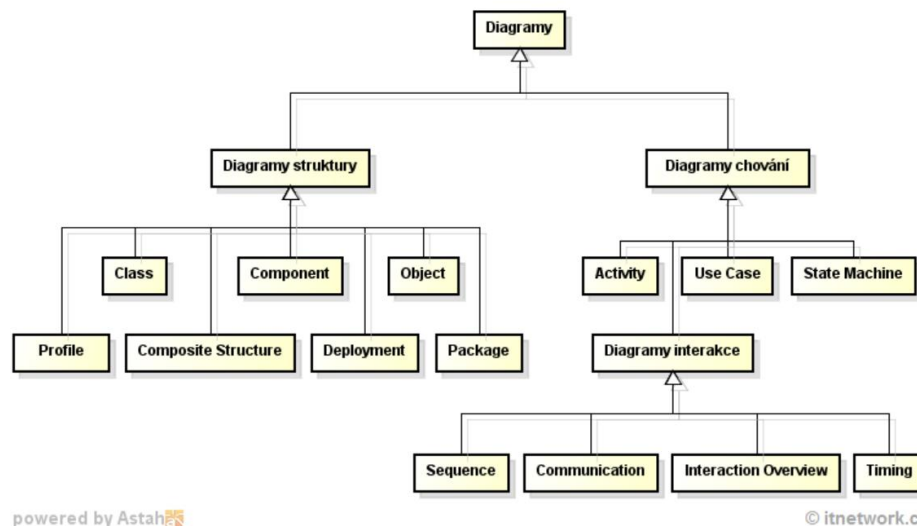 Diagramy
Diagramy struktury
Diagramy chování
Class
Component
Object
Activity
Use Case
State Machine
Profile
Composite Structure
Deployment
Package
Diagramy interakce
Sequence
Communication
Interaction Overview
Timing
powered by Astah
© itnetwork.c